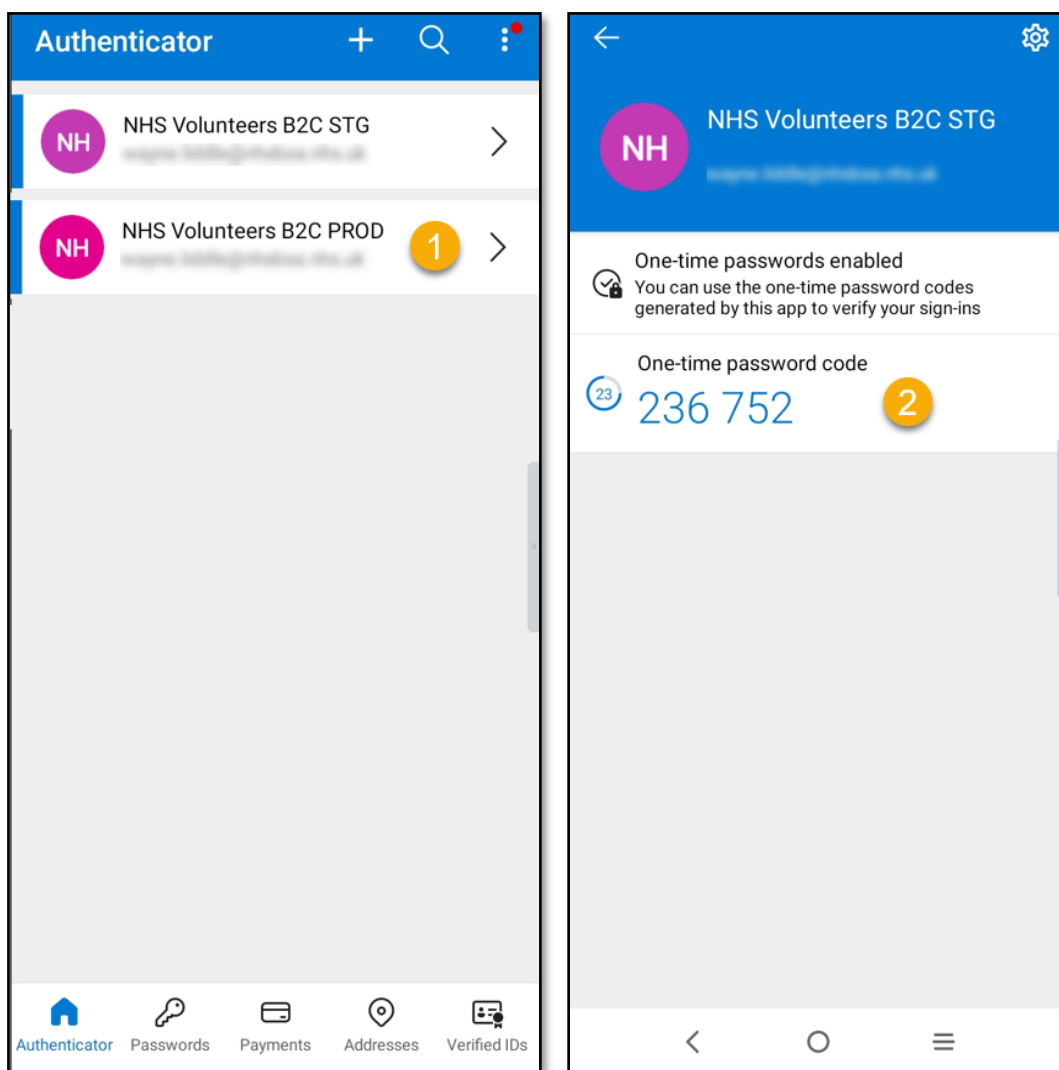 Authenticator
NH
NHS Volunteers B2C STG
NH
NHS Volunteers B2C PROD
1
Authenticator Passwords Payments Addresses Verified IDs
NH
NHS Volunteers B2C STG
One-time passwords enabled
You can use the one-time password codes
generated by this app to verify your sign-ins
One-time password code
23
236 752
2